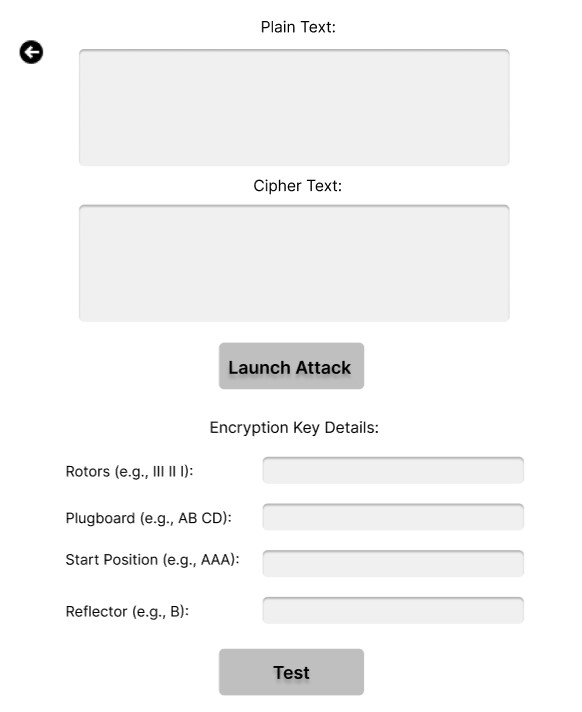 Plain Text:
Cipher Text:
Launch Attack
Encryption Key Details:
Rotors (e.g., III II I):
Plugboard (e.g., AB CD):
Start Position (e.g., AAA):
Reflector (e.g., B):
Test